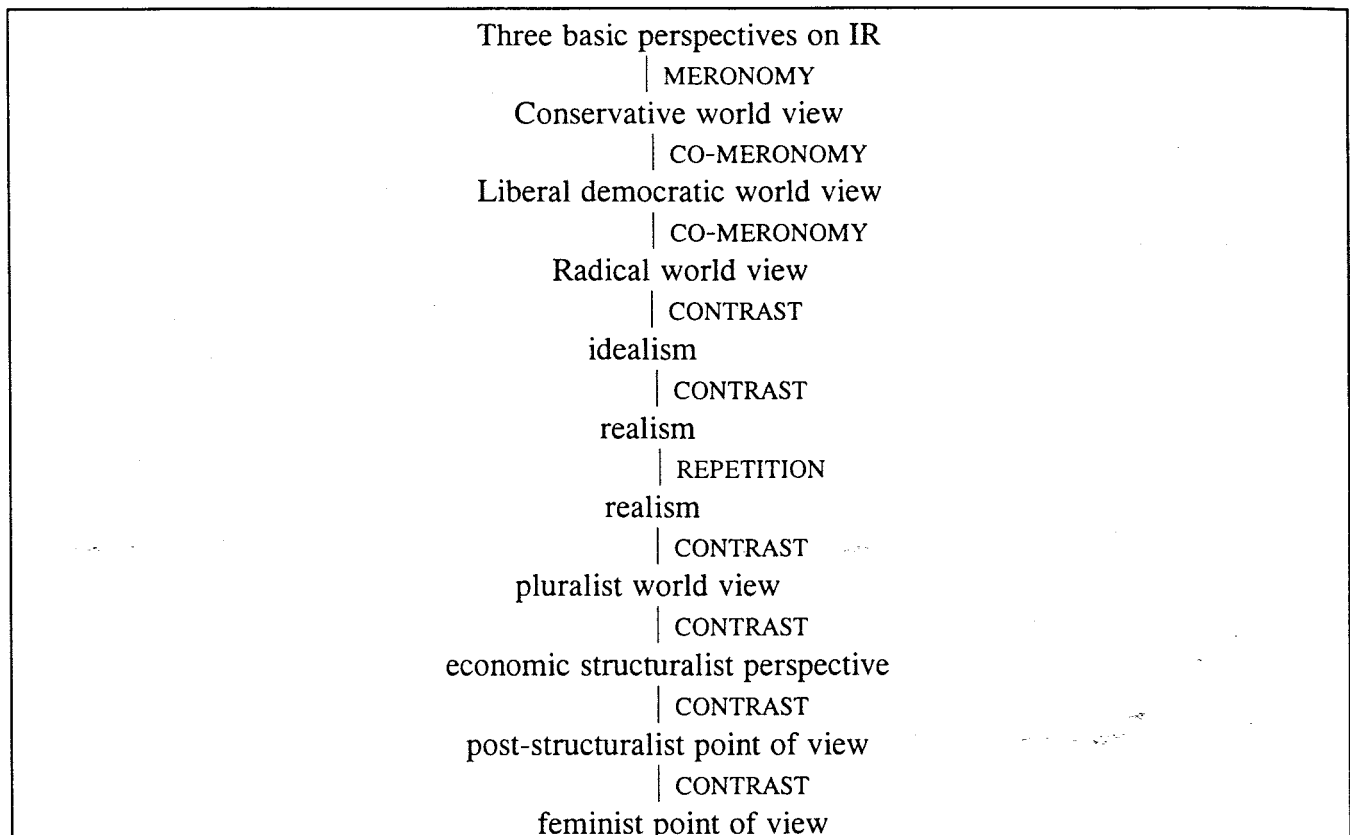 Three basic perspectives on IR
MERONOMY
Conservative world view
CO-MERONOMY
Liberal democratic world view
CO-MERONOMY
Radical world view
CONTRAST
idealism
CONTRAST
realism
REPETITION
realism
CONTRAST
pluralist world view
CONTRAST
economic structuralist perspective
CONTRAST
post-structuralist point of view
CONTRAST
feminist point of view